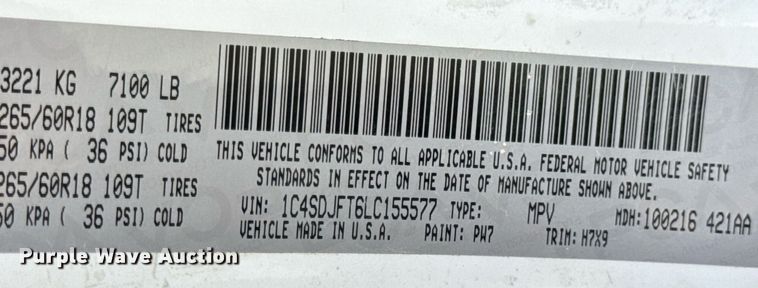 3221 KG 7100 LB
265/60R18 109T TIRES
50 KPA ( 36 PSI) COLD
265/60R18 109T TIRES
50 KPA ( 36 PSI) COLD
THIS VEHICLE CONFORMS TO ALL APPLICABLE U.S.A. FEDERAL MOTOR VEHICLE SAFETY
STANDARDS IN EFFECT ON THE DATE OF MANUFACTURE SHOWN ABOVE.
VIN: 1C4SDJFT6LC155577 TYPE: MPV MDH:100216 421AA
VEHICLE MADE IN U.S.A. PAINT: PW7 TRIM: H7X9
Purple Wave Auction